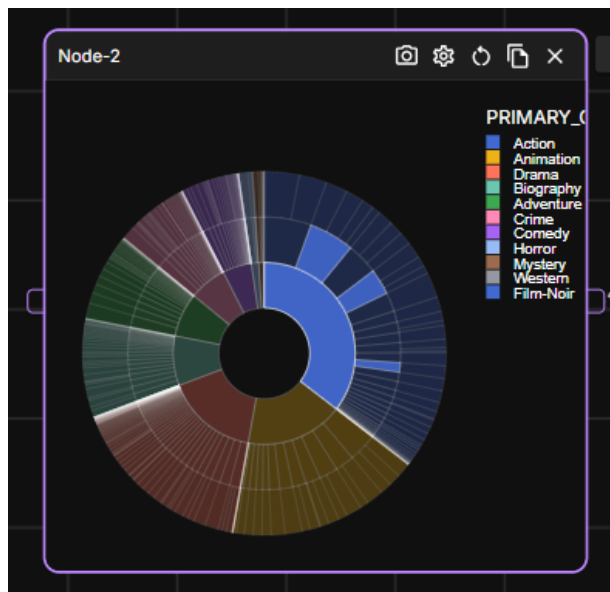 Node-2
PRIMARY_
Action
Animation
Drama
Biography
Adventure
Crime
Comedy
Horror
Mystery
Western
Film-Noir